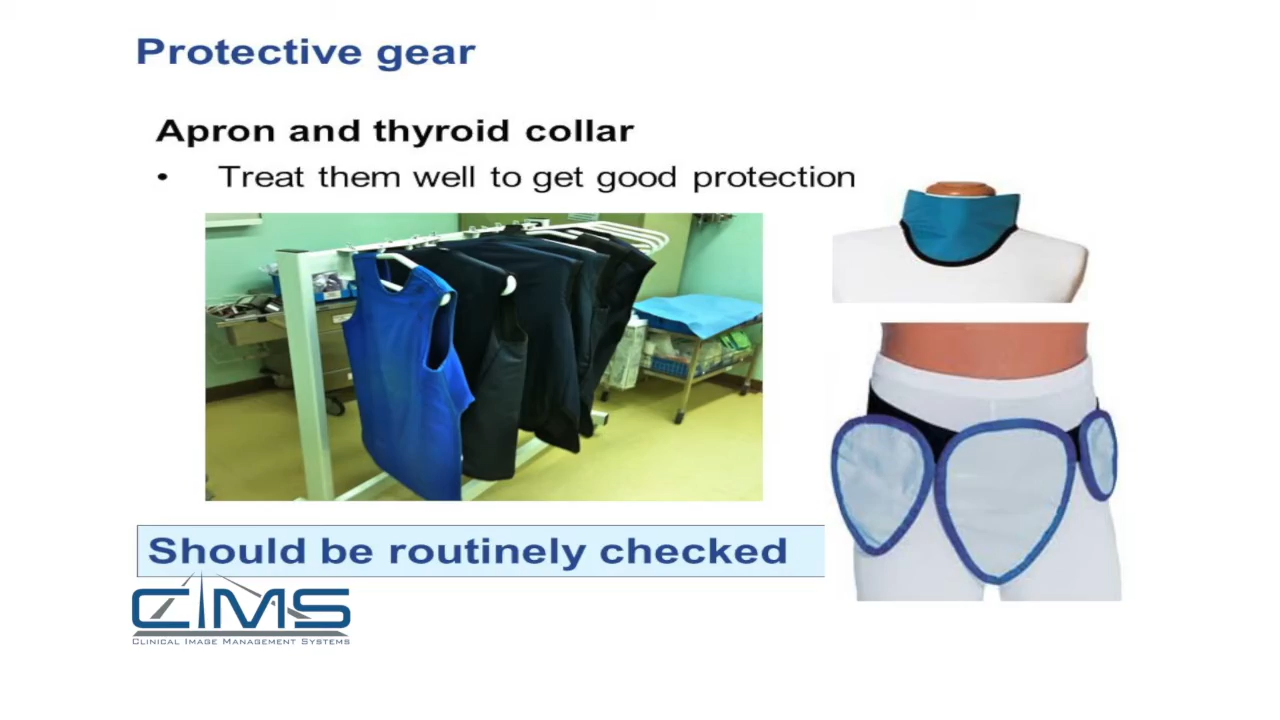 Protective gear
Apron and thyroid collar
• Treat them well to get good protection
Should be routinely checked
CIMS
CLINICAL IMAGE MANAGEMENT SYSTEMS